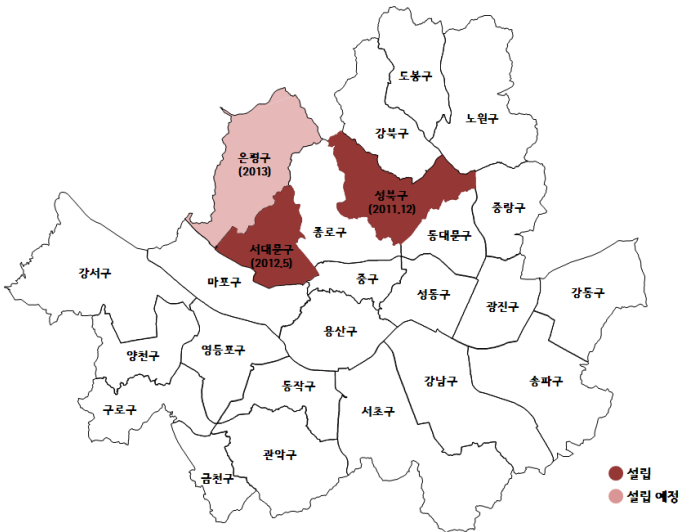 도봉구
노원구
강북구
은평구
(2013)
성북구
(2011.12)
중랑구
종로구
동대문구
서대문구
(2012.5)
강서구
마포구
중구
성동구
광진구
강동구
용산구
양천구
영등포구
동작구
강남구
송파구
구로구
서초구
관악구
금천구
설립
설립 예정